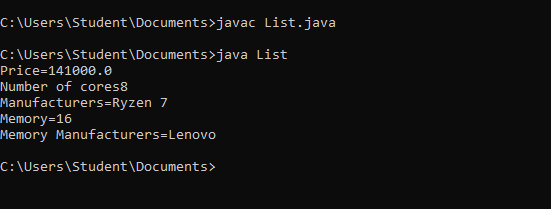 C:\Users\Student\Documents>javac List.java
C:\Users\Student\Documents>java List
Price=141000.0
Number of cores8
Manufacturers=Ryzen 7
Memory=16
Memory Manufacturers=Lenovo
C:\Users\Student\Documents>